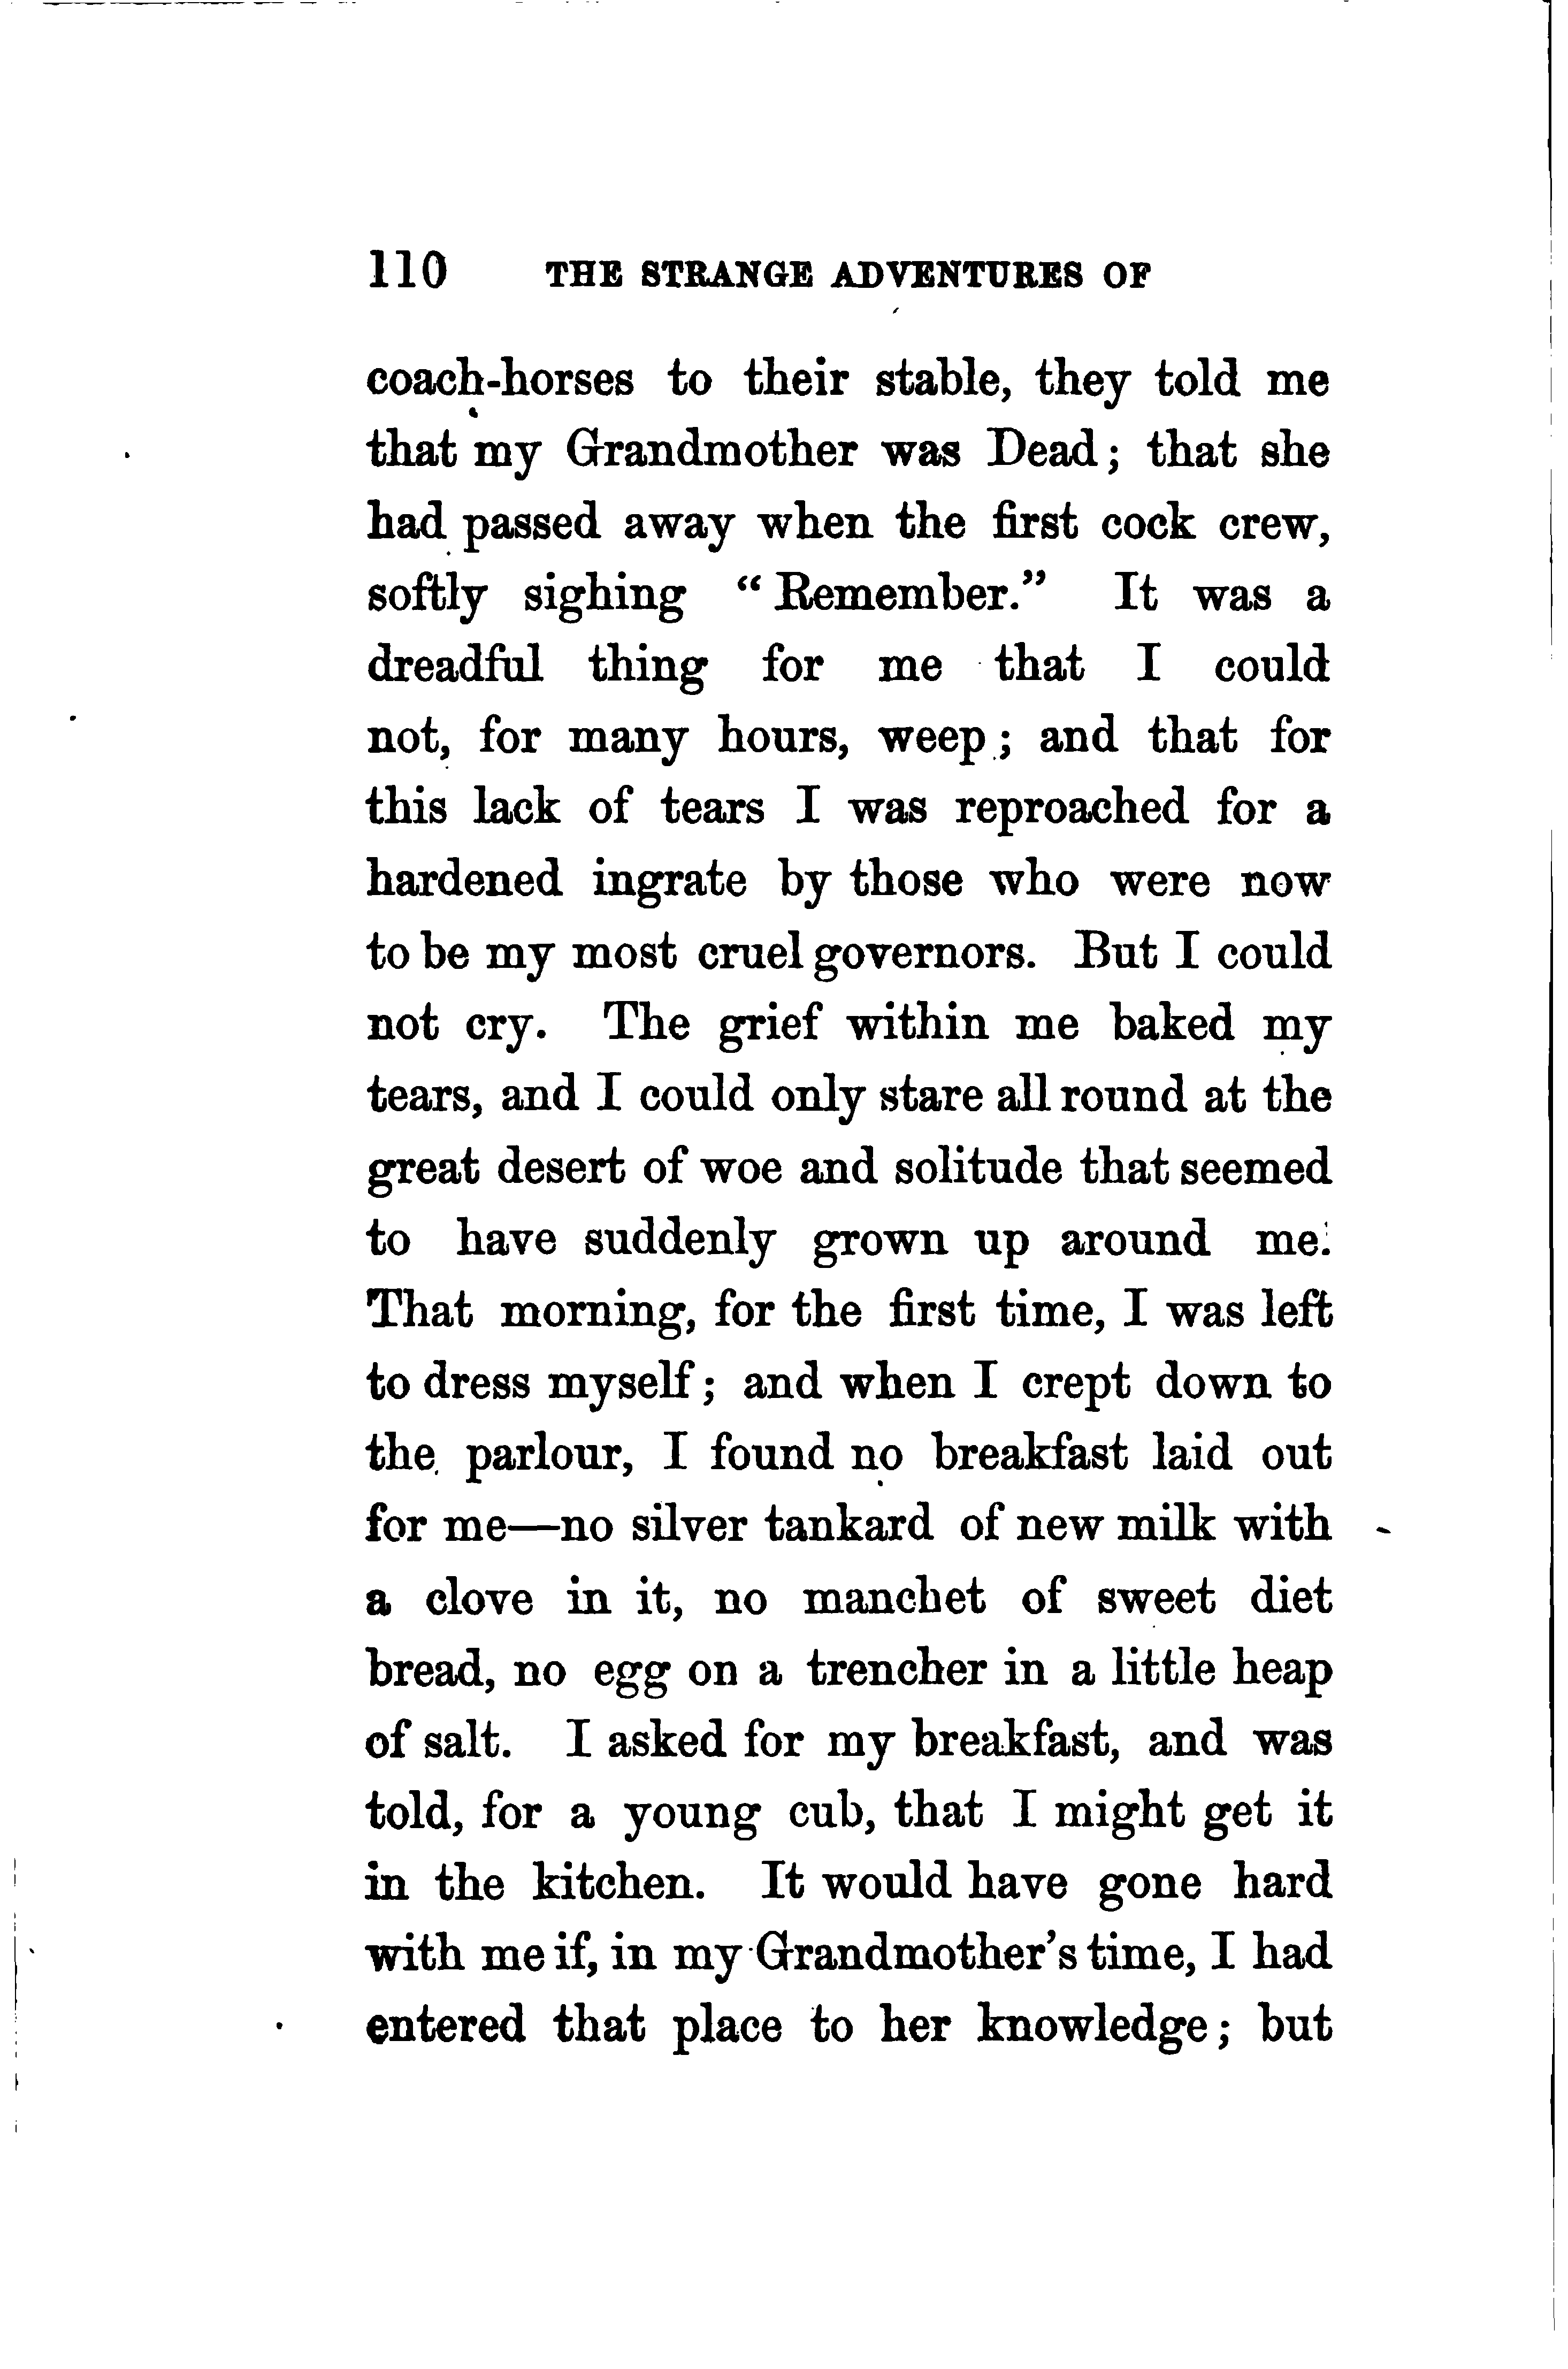 110 THE STRANGE ADVENTURES OF
coach-horses to their stable, they told me
that my Grandmother was Dead; that she
had passed away when the first cock crew,
softly sighing “Remember.” It was a
dreadful thing for me that I could
not, for many hours, weep; and that for
this lack of tears I was reproached for a
hardened ingrate by those who were now
to be my most cruel governors. But I could
not cry. The grief within me baked my
tears, and I could only stare all round at the
great desert of woe and solitude that seemed
to have suddenly grown up around me.
That morning, for the first time, I was left
to dress myself; and when I crept down to
the parlour, I found no breakfast laid out
for me—no silver tankard of new milk with
a clove in it, no manchet of sweet diet
bread, no egg on a trencher in a little heap
of salt. I asked for my breakfast, and was
told, for a young cub, that I might get it
in the kitchen. It would have gone hard
with me if, in my Grandmother’s time, I had
entered that place to her knowledge; but